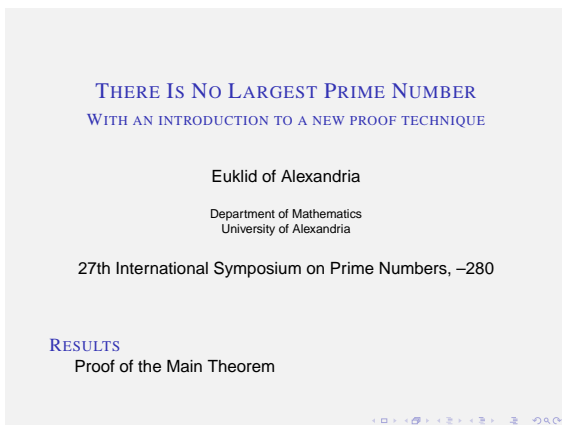 THERE IS NO LARGEST PRIME NUMBER
WITH AN INTRODUCTION TO A NEW PROOF TECHNIQUE
Euklid of Alexandria
Department of Mathematics
University of Alexandria
27th International Symposium on Prime Numbers, –280
RESULTS
Proof of the Main Theorem